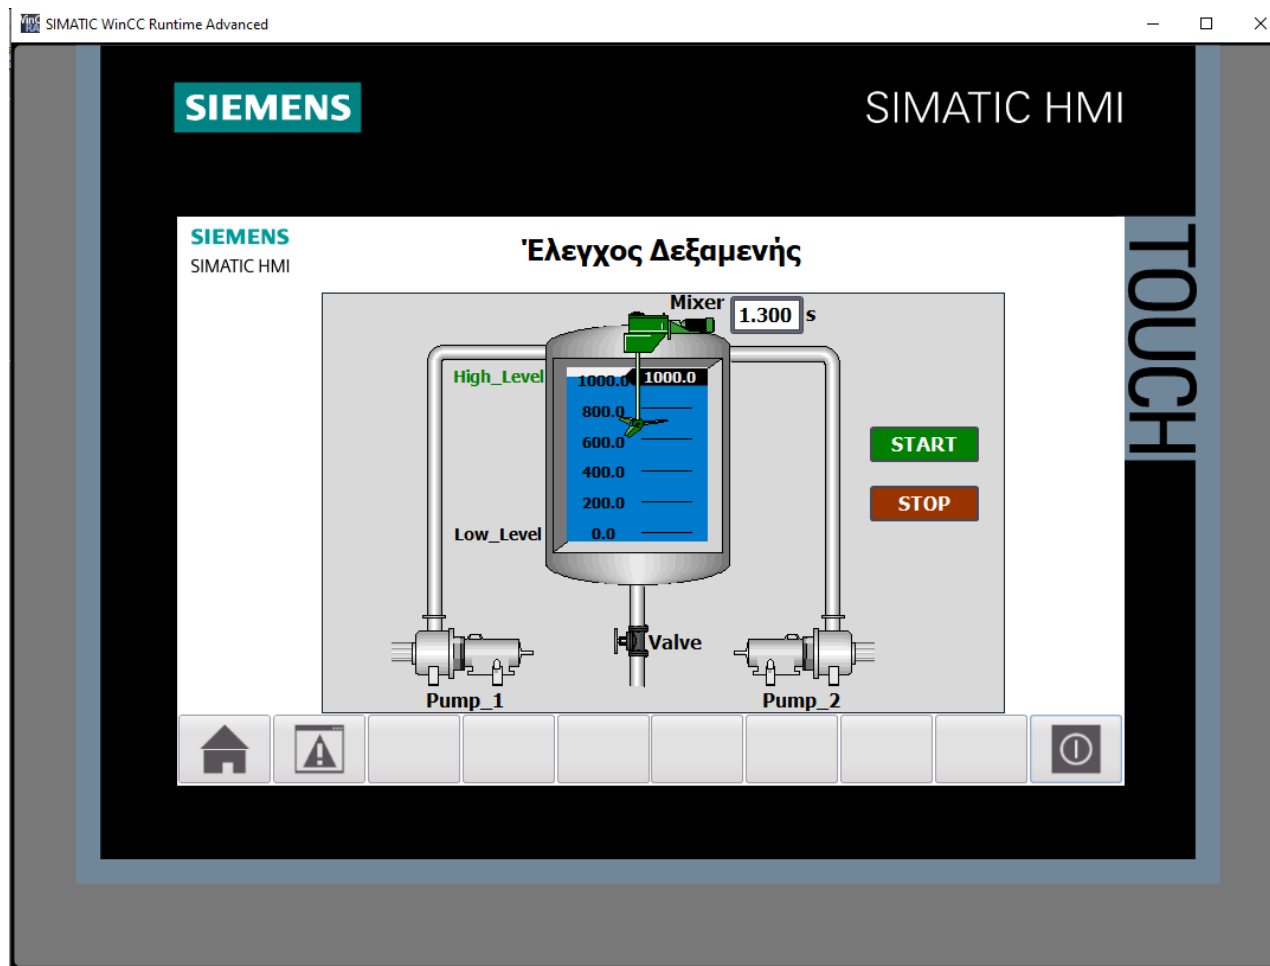 SIMATIC WinCC Runtime Advanced
SIEMENS
SIMATIC HMI
TOUCH
SIEMENS
SIMATIC HMI
Έλεγχος Δεξαμενής
Mixer
1.300 s
High_Level
1000.0
1000.0
800.0
600.0
400.0
200.0
Low_Level
0.0
START
STOP
Valve
Pump_1
Pump_2